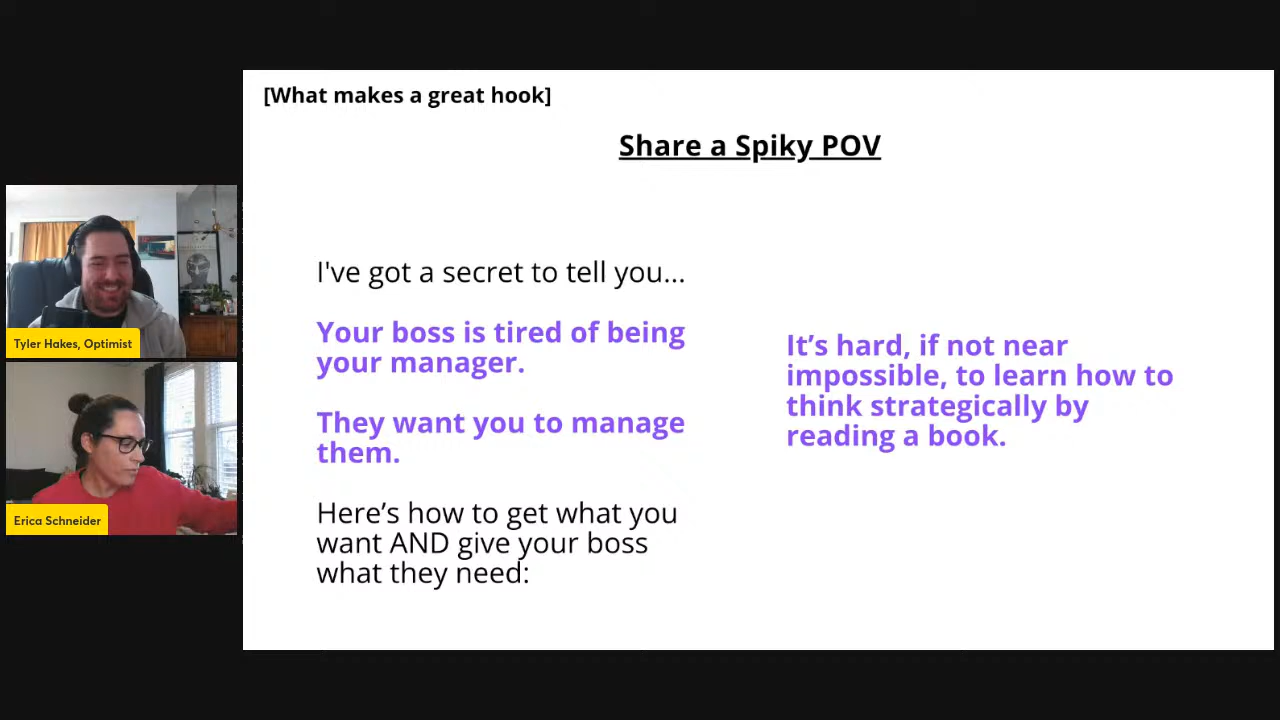 [What makes a great hook]
Share a Spiky POV
I've got a secret to tell you...
Your boss is tired of being
your manager.
They want you to manage
them.
Here’s how to get what you
want AND give your boss
what they need:
It’s hard, if not near
impossible, to learn how to
think strategically by
reading a book.
Tyler Hakes, Optimist
Erica Schneider